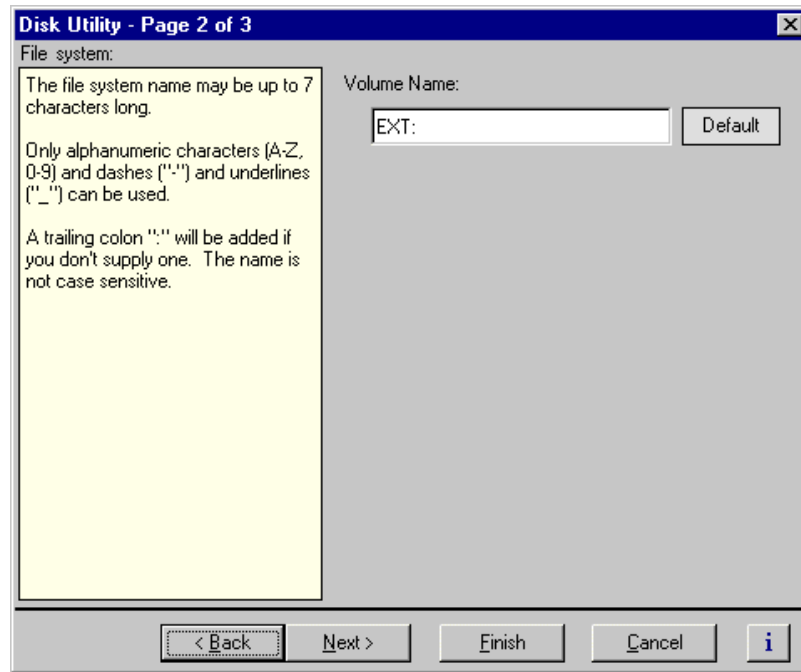 Disk Utility - Page 2 of 3
File system:
The file system name may be up to 7
characters long.
Only alphanumeric characters (A-Z,
0-9) and dashes ("-") and underlines
("_") can be used.
A trailing colon ":" will be added if
you don't supply one. The name is
not case sensitive.
Volume Name:
EXT:
Default
< Back
Next >
Finish
Cancel
i